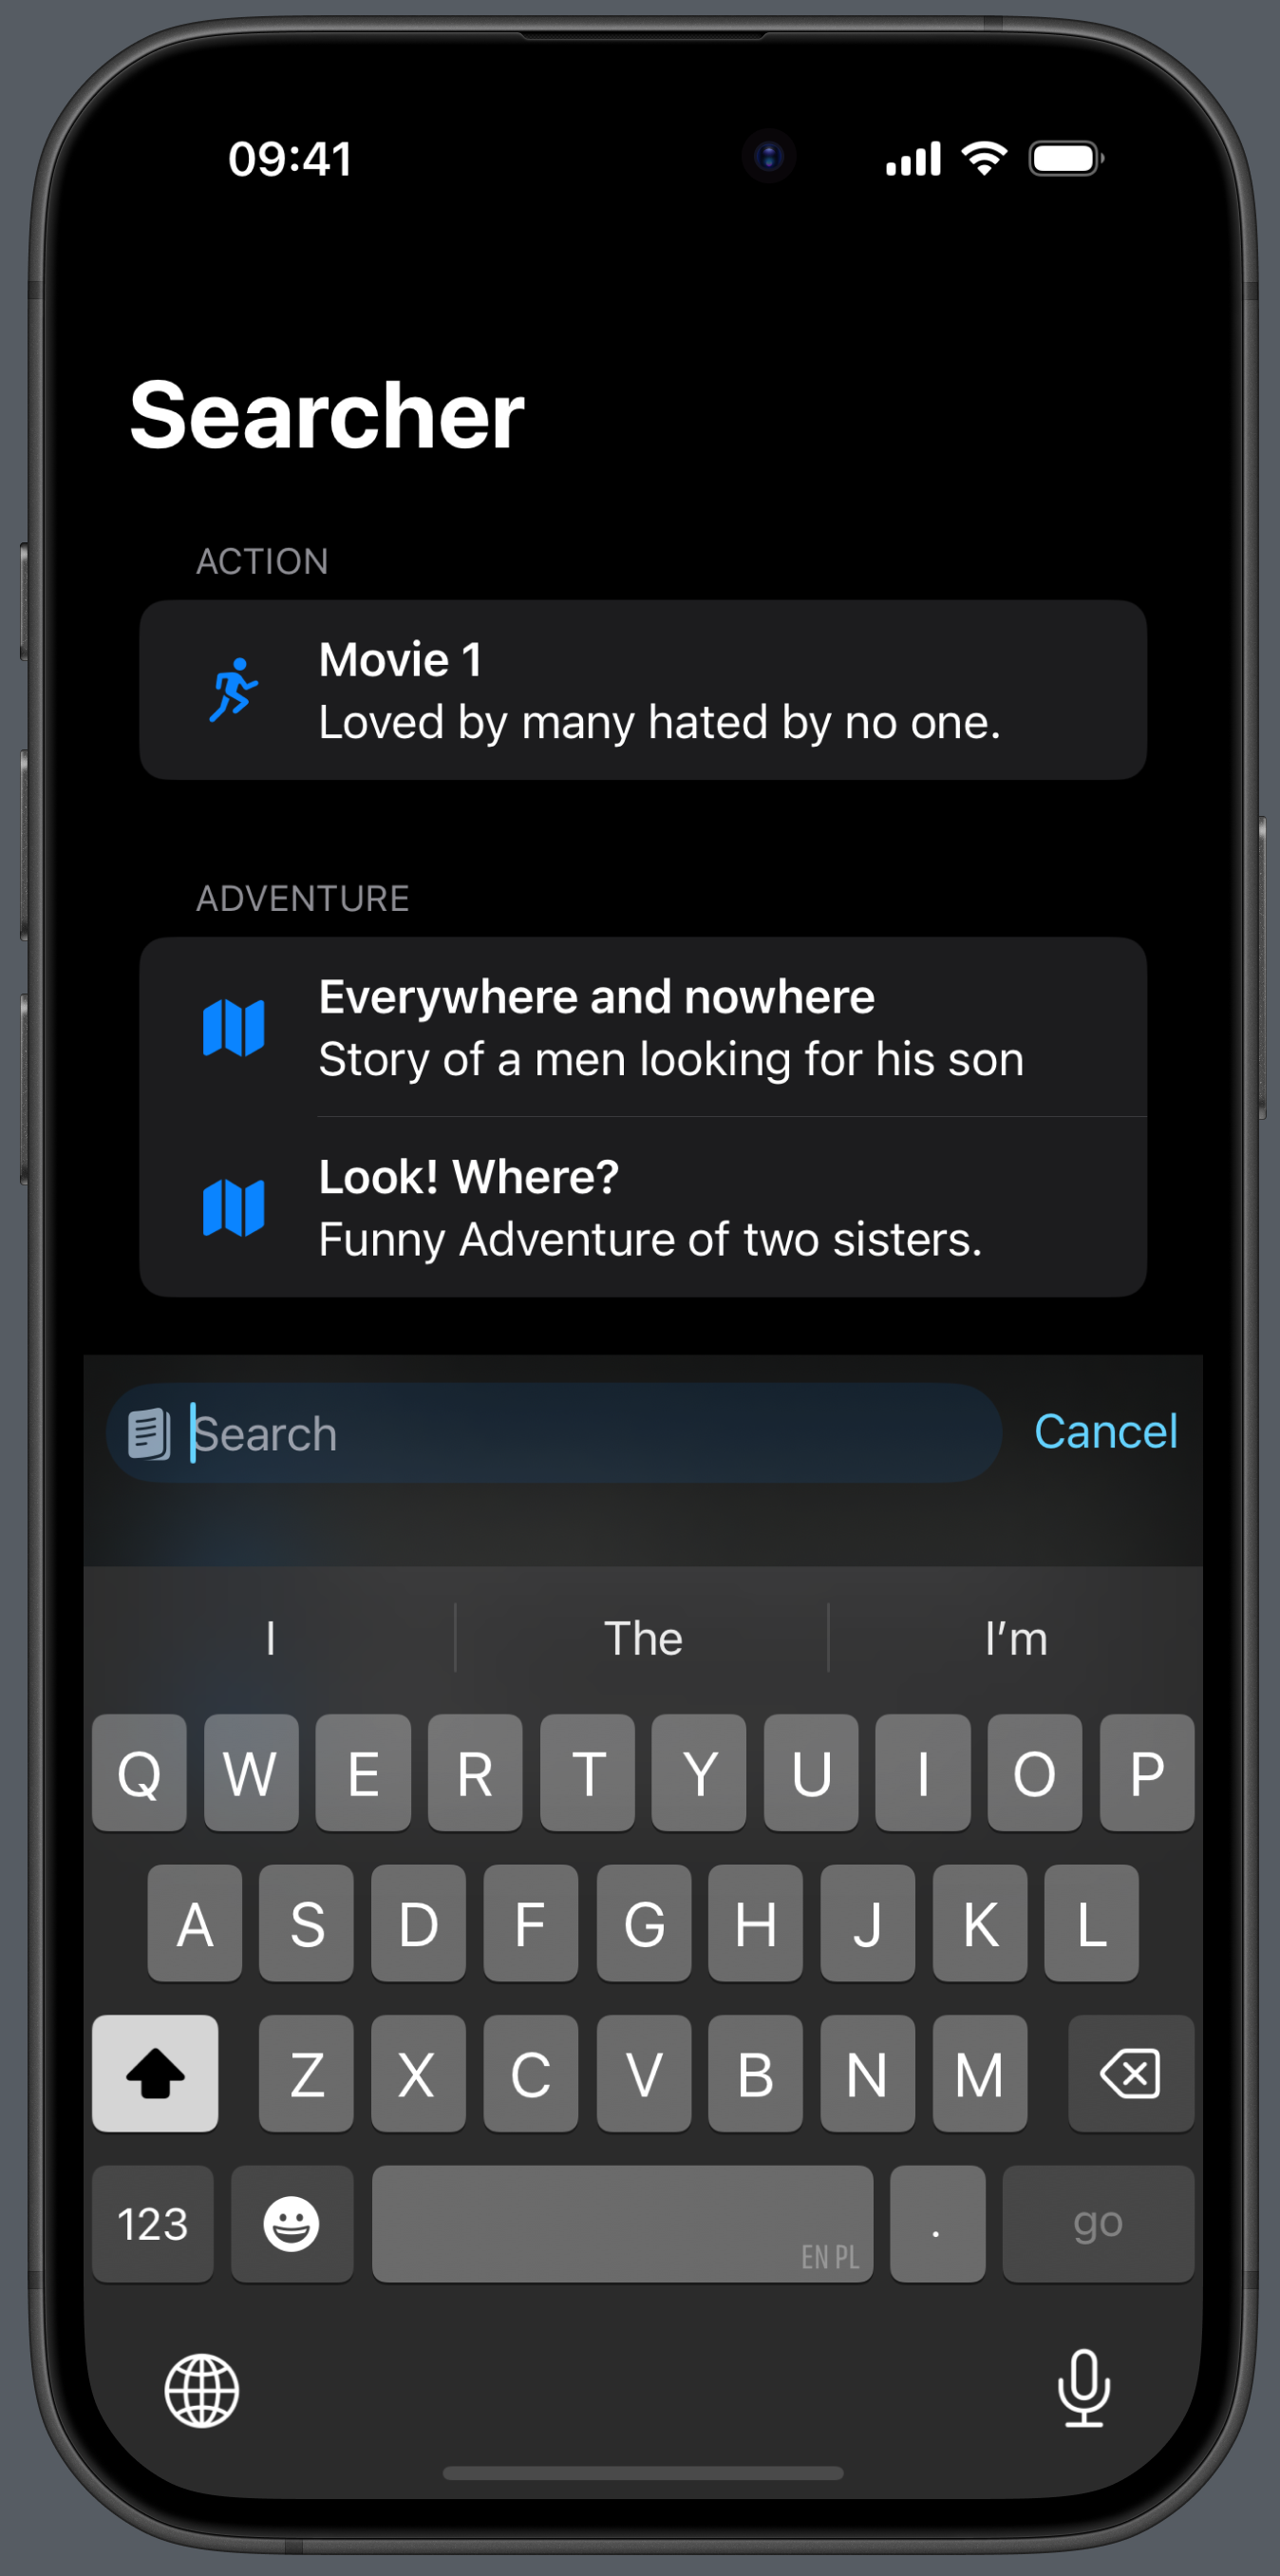 09:41
Searcher
ACTION
Movie 1
Loved by many hated by no one.
ADVENTURE
Everywhere and nowhere
Story of a men looking for his son
Look! Where?
Funny Adventure of two sisters.
Search Cancel
I The I’m
Q W E R T Y U I O P
A S D F G H J K L
Z X C V B N M
123 . go
EN PL